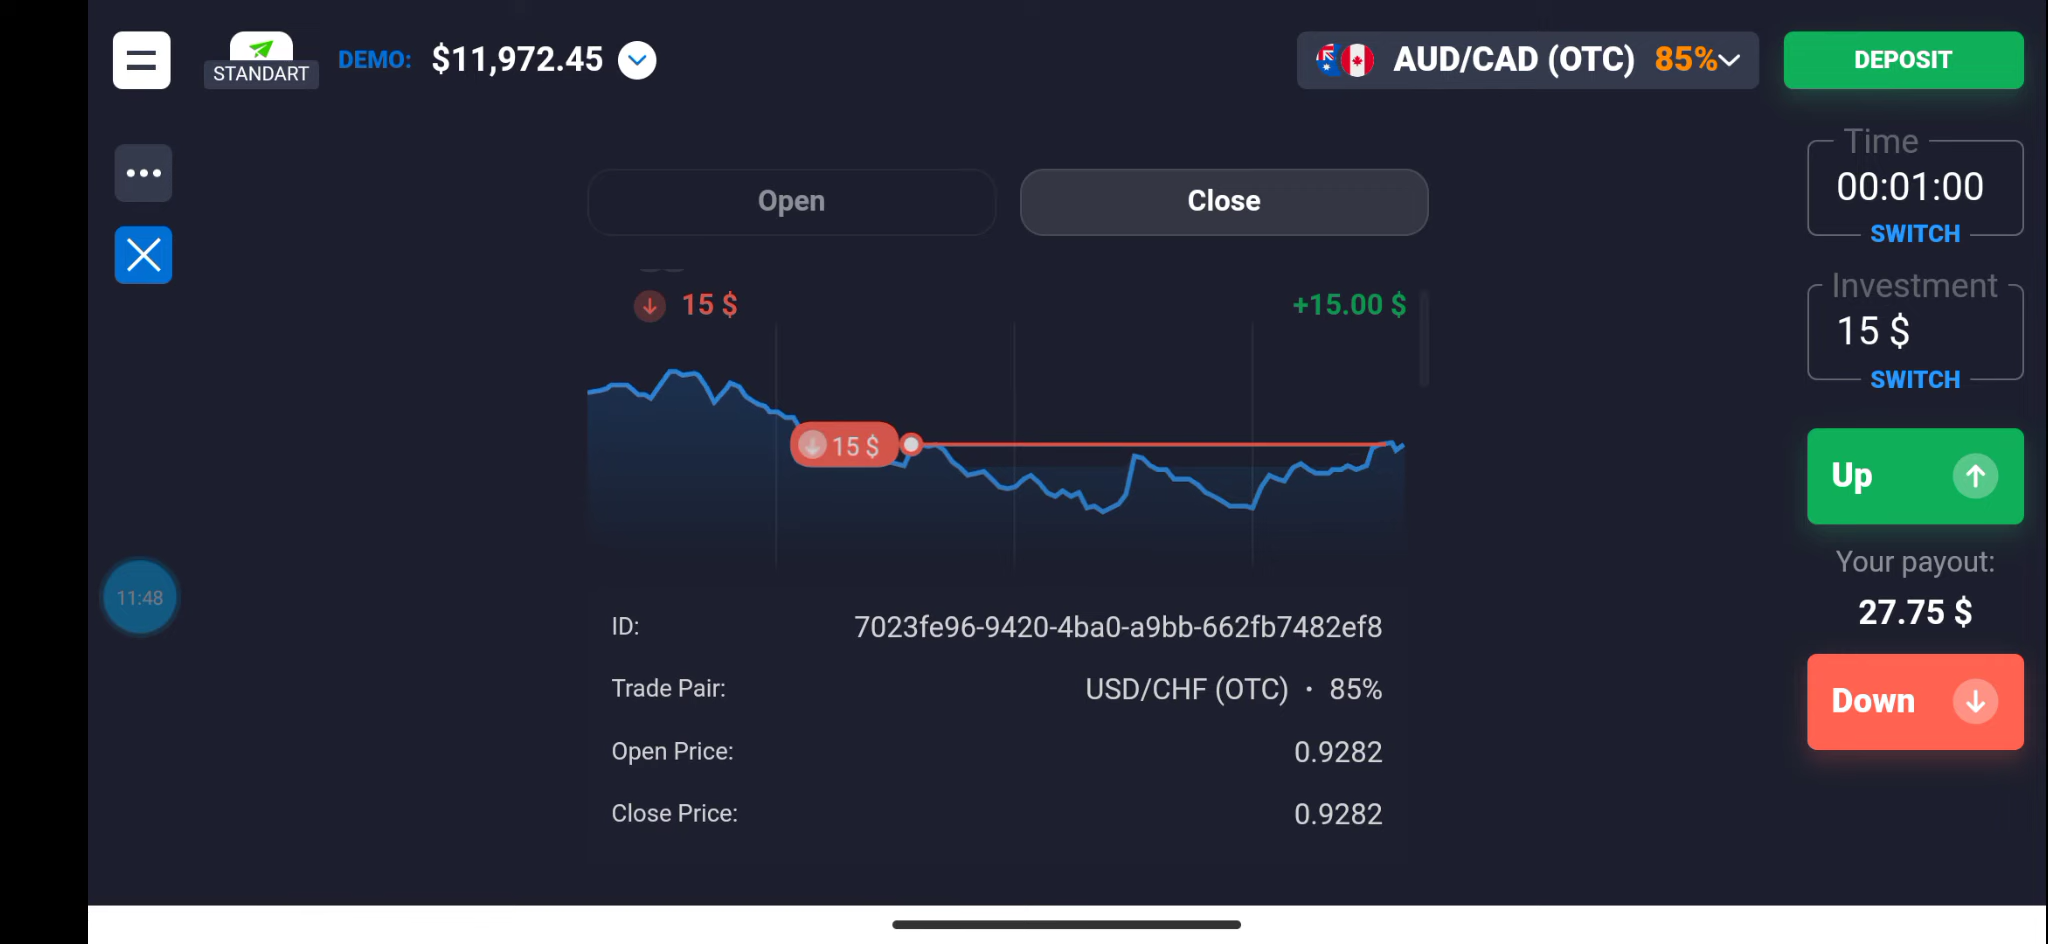 STANDART
DEMO: $11,972.45
AUD/CAD (OTC) 85%
DEPOSIT
Time
00:01:00
SWITCH
Open
Close
Investment
15 $
SWITCH
15 $
+15.00 $
15 $
Up
Your payout:
27.75 $
Down
11:48
ID: 7023fe96-9420-4ba0-a9bb-662fb7482ef8
Trade Pair: USD/CHF (OTC) • 85%
Open Price: 0.9282
Close Price: 0.9282